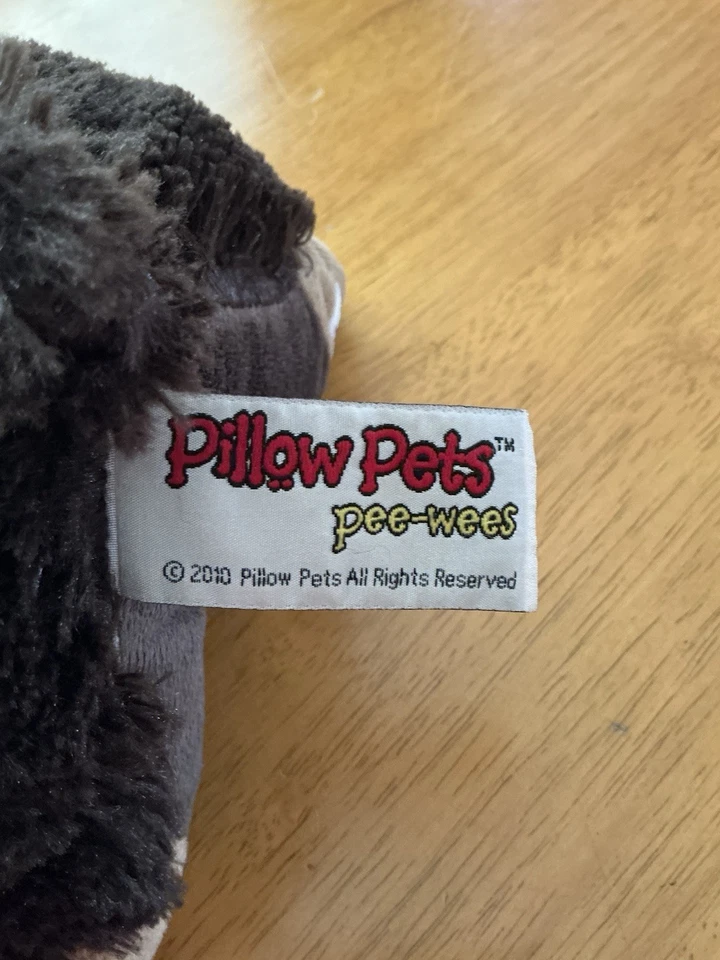 Pillow Pets™
pee-wees
© 2010 Pillow Pets All Rights Reserved